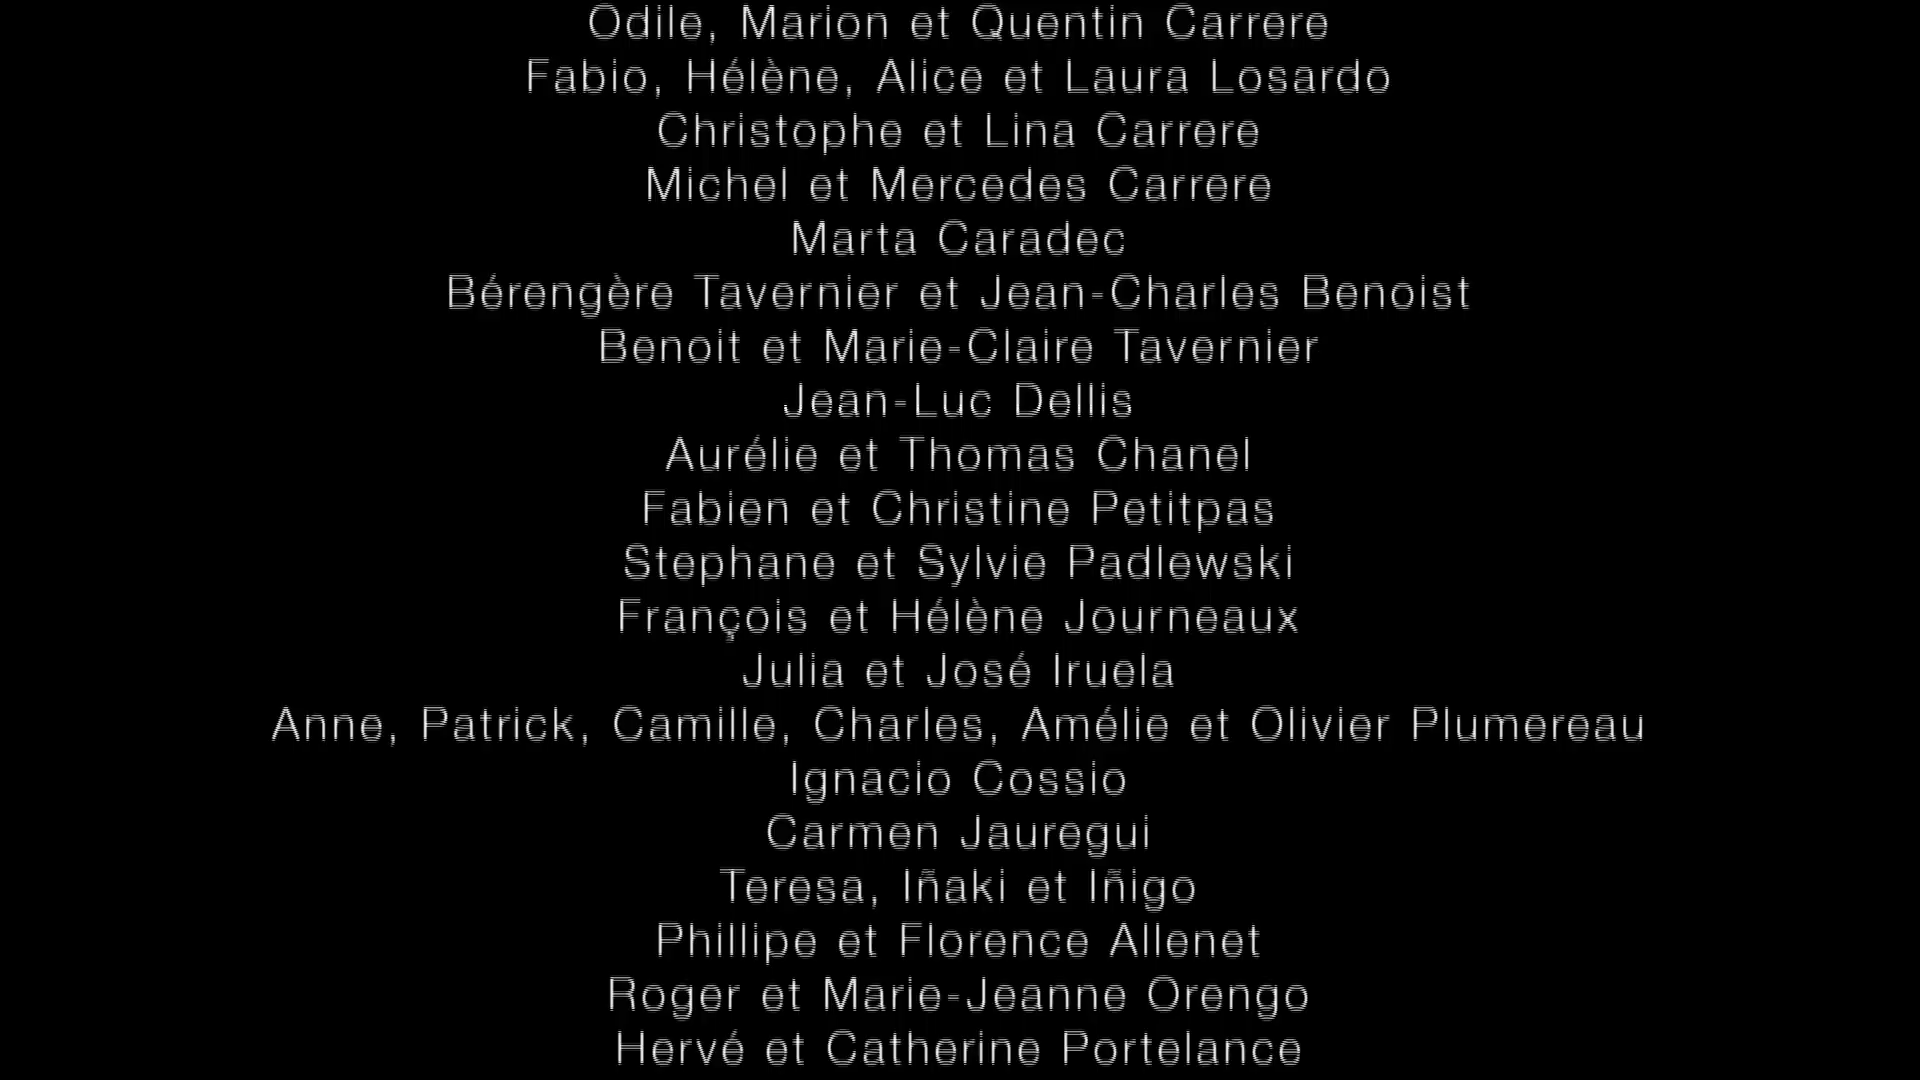 Odile, Marion et Quentin Carrere
Fabio, Hélène, Alice et Laura Losardo
Christophe et Lina Carrere
Michel et Mercedes Carrere
Marta Caradec
Bérengère Tavernier et Jean-Charles Benoist
Benoit et Marie-Claire Tavernier
Jean-Luc Dellis
Aurélie et Thomas Chanel
Fabien et Christine Petitpas
Stephane et Sylvie Padlewski
François et Hélène Journeaux
Julia et José Iruela
Anne, Patrick, Camille, Charles, Amélie et Olivier Plumereau
Ignacio Cossio
Carmen Jauregui
Teresa, Iñaki et Iñigo
Phillipe et Florence Allenet
Roger et Marie-Jeanne Orengo
Hervé et Catherine Portelance